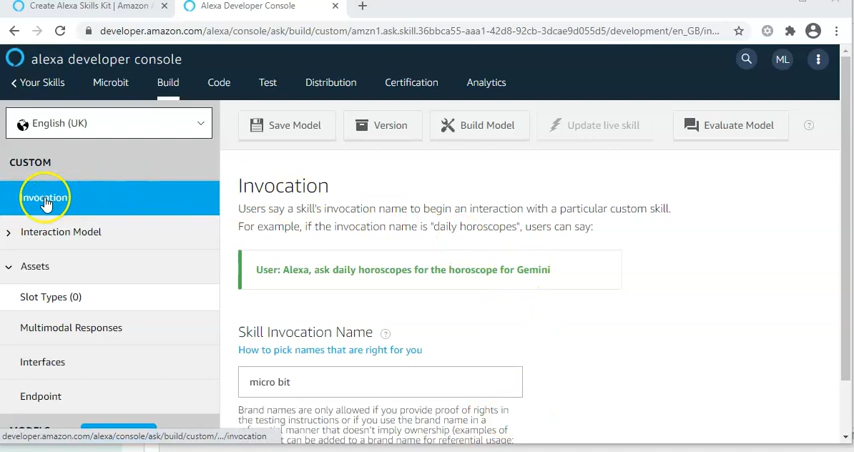 Create Alexa Skills Kit | Amazon
Alexa Developer Console
developer.amazon.com/alexa/console/ask/build/custom/amzn1.ask.skill.36bbca55-aaa1-42d8-92cb-3dcae9d055d5/development/en_GB/in...
alexa developer console
ML
Your Skills
Microbit
Build
Code
Test
Distribution
Certification
Analytics
English (UK)
Save Model
Version
Build Model
Update live skill
Evaluate Model
CUSTOM
Invocation
Interaction Model
Assets
Slot Types (0)
Multimodal Responses
Interfaces
Endpoint
Invocation
Users say a skill's invocation name to begin an interaction with a particular custom skill.
For example, if the invocation name is "daily horoscopes", users can say:
User: Alexa, ask daily horoscopes for the horoscope for Gemini
Skill Invocation Name
How to pick names that are right for you
micro bit
Brand names are only allowed if you provide proof of rights in
the testing instructions or if you use the brand name in a
manner that doesn't imply ownership (examples of
can be added to a brand name for referential usage:
developer.amazon.com/alexa/console/ask/build/custom/.../invocation